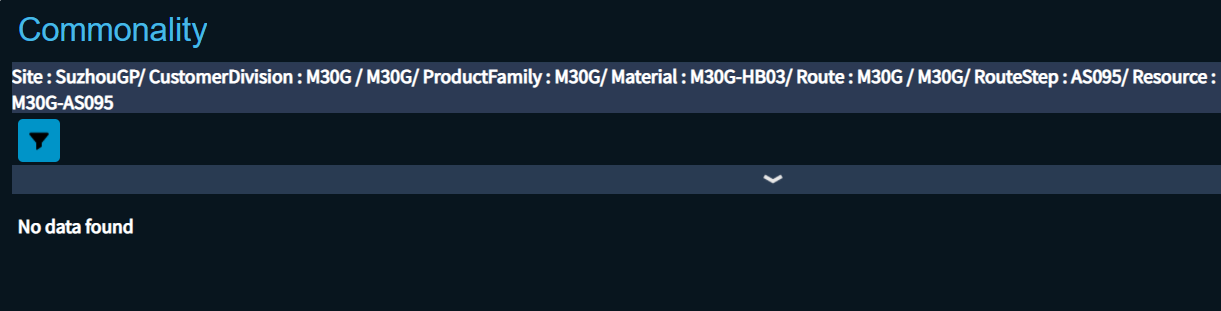 Commonality
Site : SuzhouGP/ CustomerDivision : M30G / M30G/ ProductFamily : M30G/ Material : M30G-HB03/ Route : M30G / M30G/ RouteStep : AS095/ Resource :
M30G-AS095
No data found